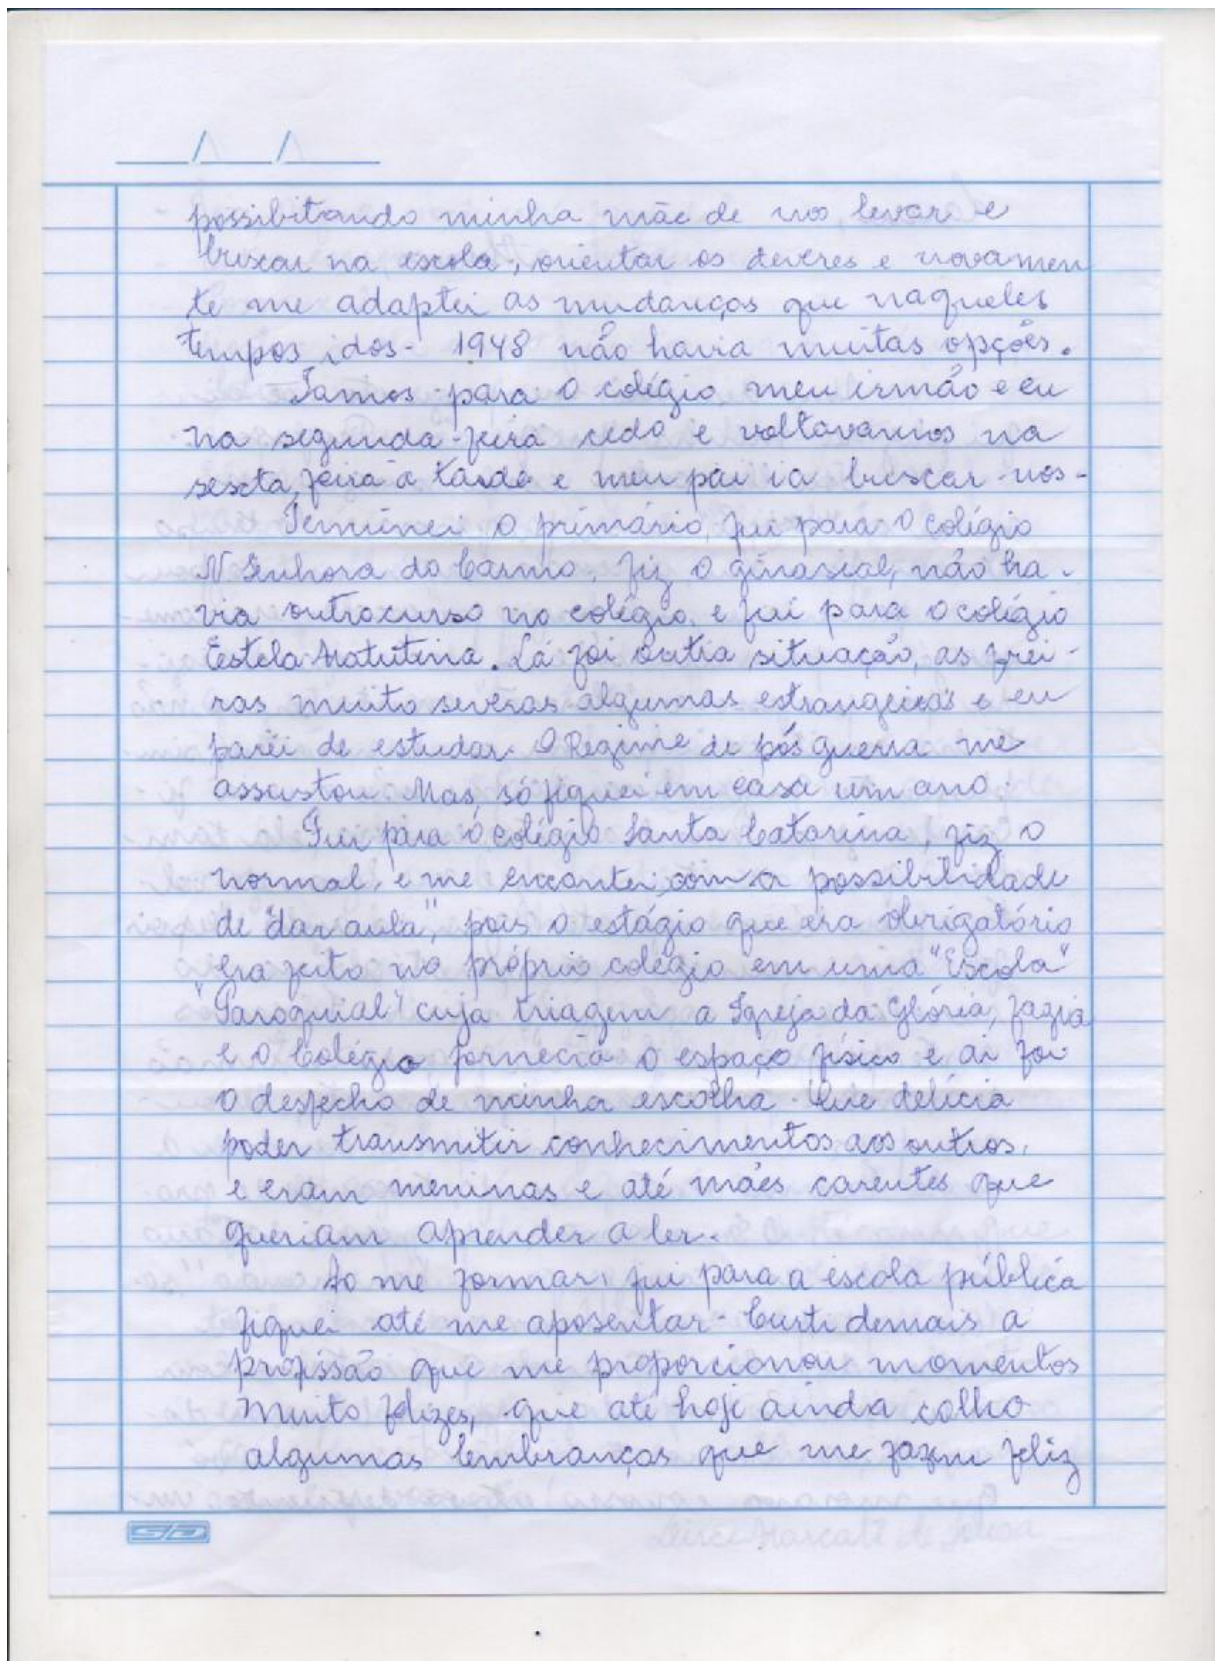 possibitando minha mãe de nos levar e
buscar na escola, orientar os deveres e novamen
te me adaptei as mudanças que naqueles
tempos idos - 1948 não havia muitas opções.
Íamos para o colégio meu irmão e eu
na segunda-feira cedo e voltavamos na
sexta feira à tarde e meu pai ia buscar-nos-
Terminei o primário, fui para o colégio
N Senhora do Carmo, fiz o ginasial, não ha-
via outro curso no colégio, e fui para o colégio
Estela Matutina. Lá foi outra situação, as frei-
ras muito severas algumas estrangeiras e eu
parei de estudar. O Regime de pós guerra me
assustou. Mas, só fiquei em casa um ano.
Fui para o colégio Santa Catarina, fiz o
normal, e me encontei com a possibilidade
de "dar aula", pois o estágio que era obrigatório
era feito no próprio colégio em uma "Escola"
"Paroquial" cuja triagem a Igreja da Glória, fazia
e o Colégio fornecia o espaço físico e aí foi
o desfecho de minha escolha. Que delícia
poder transmitir conhecimentos aos outros,
e eram meninas e até mães carentes que
queriam aprender a ler.
Ao me formar, fui para a escola pública
fiquei até me aposentar - Curti demais a
profissão que me proporcionou momentos
muito felizes, que até hoje ainda colho
algumas lembranças que me fazem feliz
SD